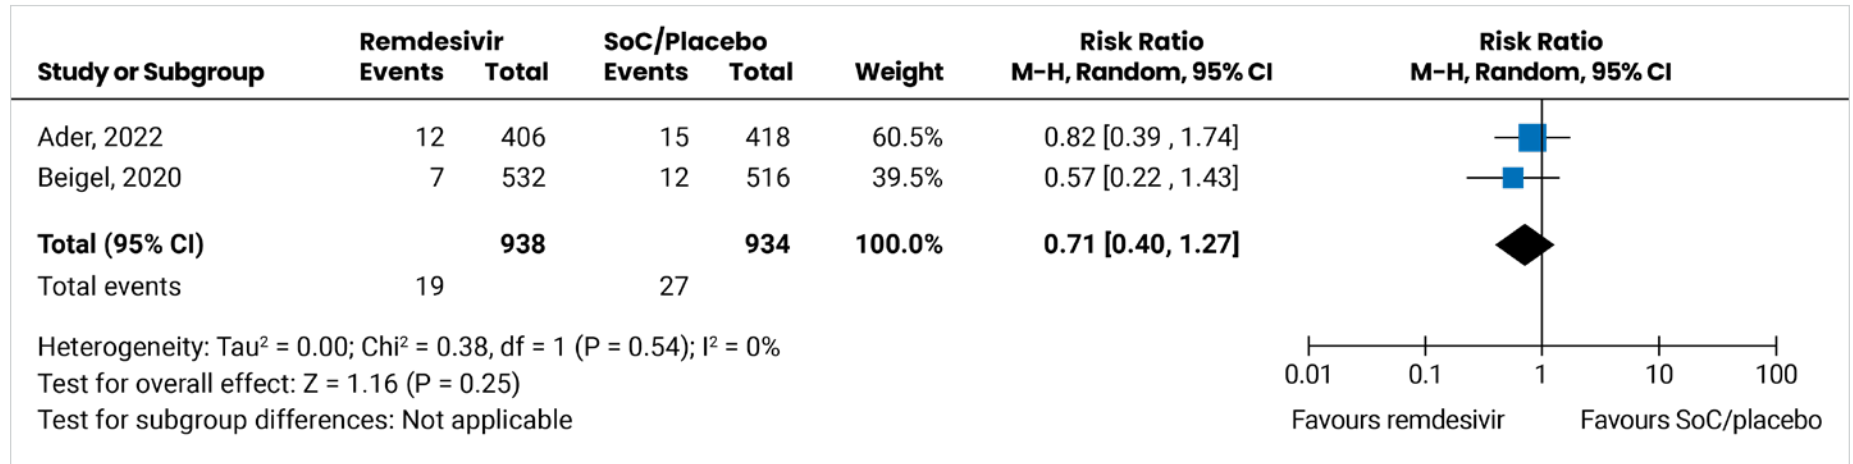 Remdesivir SoC/Placebo Risk Ratio Risk Ratio
Study or Subgroup Events Total Events Total Weight M-H, Random, 95% CI M-H, Random, 95% CI
Ader, 2022 12 406 15 418 60.5% 0.82 [0.39 , 1.74]
Beigel, 2020 7 532 12 516 39.5% 0.57 [0.22 , 1.43]
Total (95% CI) 938 934 100.0% 0.71 [0.40, 1.27]
Total events 19 27
Heterogeneity: Tau² = 0.00; Chi² = 0.38, df = 1 (P = 0.54); I² = 0%
Test for overall effect: Z = 1.16 (P = 0.25)
Test for subgroup differences: Not applicable
0.01 0.1 1 10 100
Favours remdesivir Favours SoC/placebo